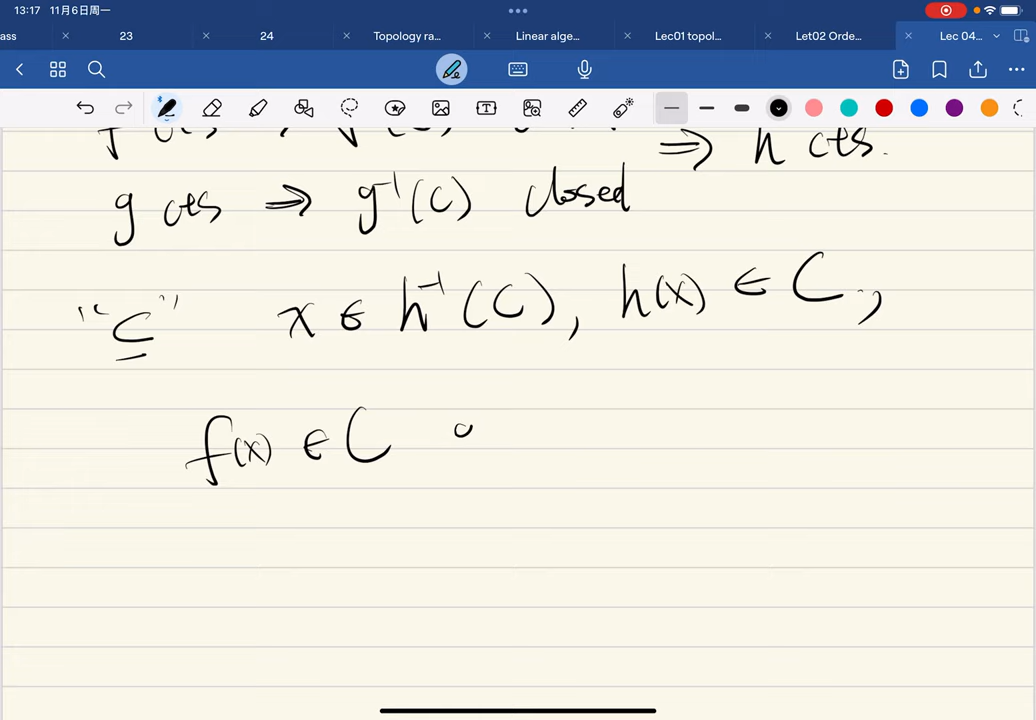 13:17 11月6日周一
ass 23 24 Topology ra... Linear alge... Lec01 topol... Let02 Orde... Lec 04...
⇒ h cts.
g cts ⇒ g⁻¹(C) closed
"⊆" x ∈ h⁻¹(C), h(x) ∈ C,
f(x) ∈ C o